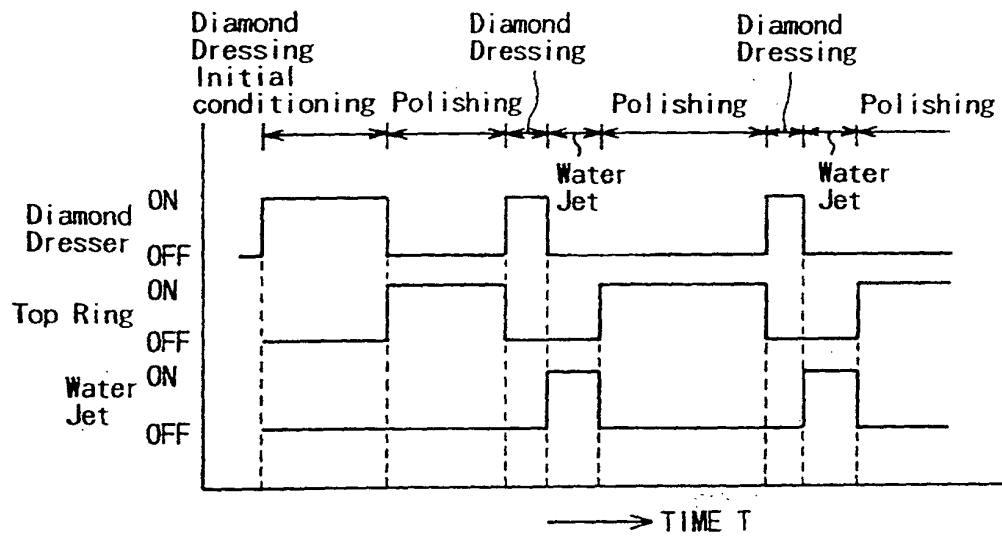 Diamond
Dressing
Initial
conditioning
Polishing
Diamond
Dressing
Polishing
Diamond
Dressing
Polishing
Water
Jet
Water
Jet
Diamond
Dresser
ON
OFF
Top Ring
ON
OFF
Water
Jet
ON
OFF
TIME T